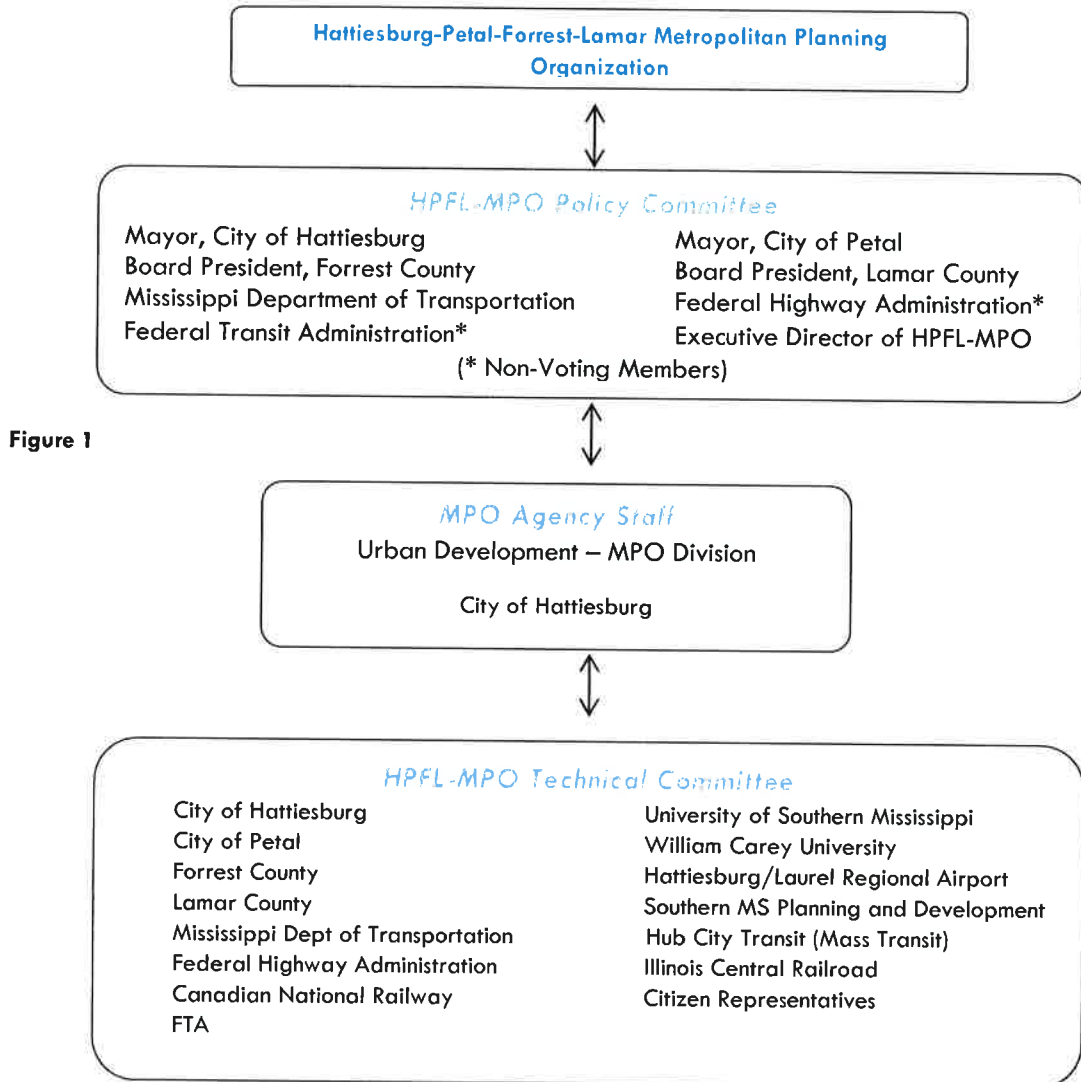 Hattiesburg-Petal-Forrest-Lamar Metropolitan Planning
Organization
HPFL-MPO Policy Committee
Mayor, City of Hattiesburg
Board President, Forrest County
Mississippi Department of Transportation
Federal Transit Administration*
Mayor, City of Petal
Board President, Lamar County
Federal Highway Administration*
Executive Director of HPFL-MPO
(* Non-Voting Members)
Figure 1
MPO Agency Staff
Urban Development – MPO Division
City of Hattiesburg
HPFL-MPO Technical Committee
City of Hattiesburg
City of Petal
Forrest County
Lamar County
Mississippi Dept of Transportation
Federal Highway Administration
Canadian National Railway
FTA
University of Southern Mississippi
William Carey University
Hattiesburg/Laurel Regional Airport
Southern MS Planning and Development
Hub City Transit (Mass Transit)
Illinois Central Railroad
Citizen Representatives